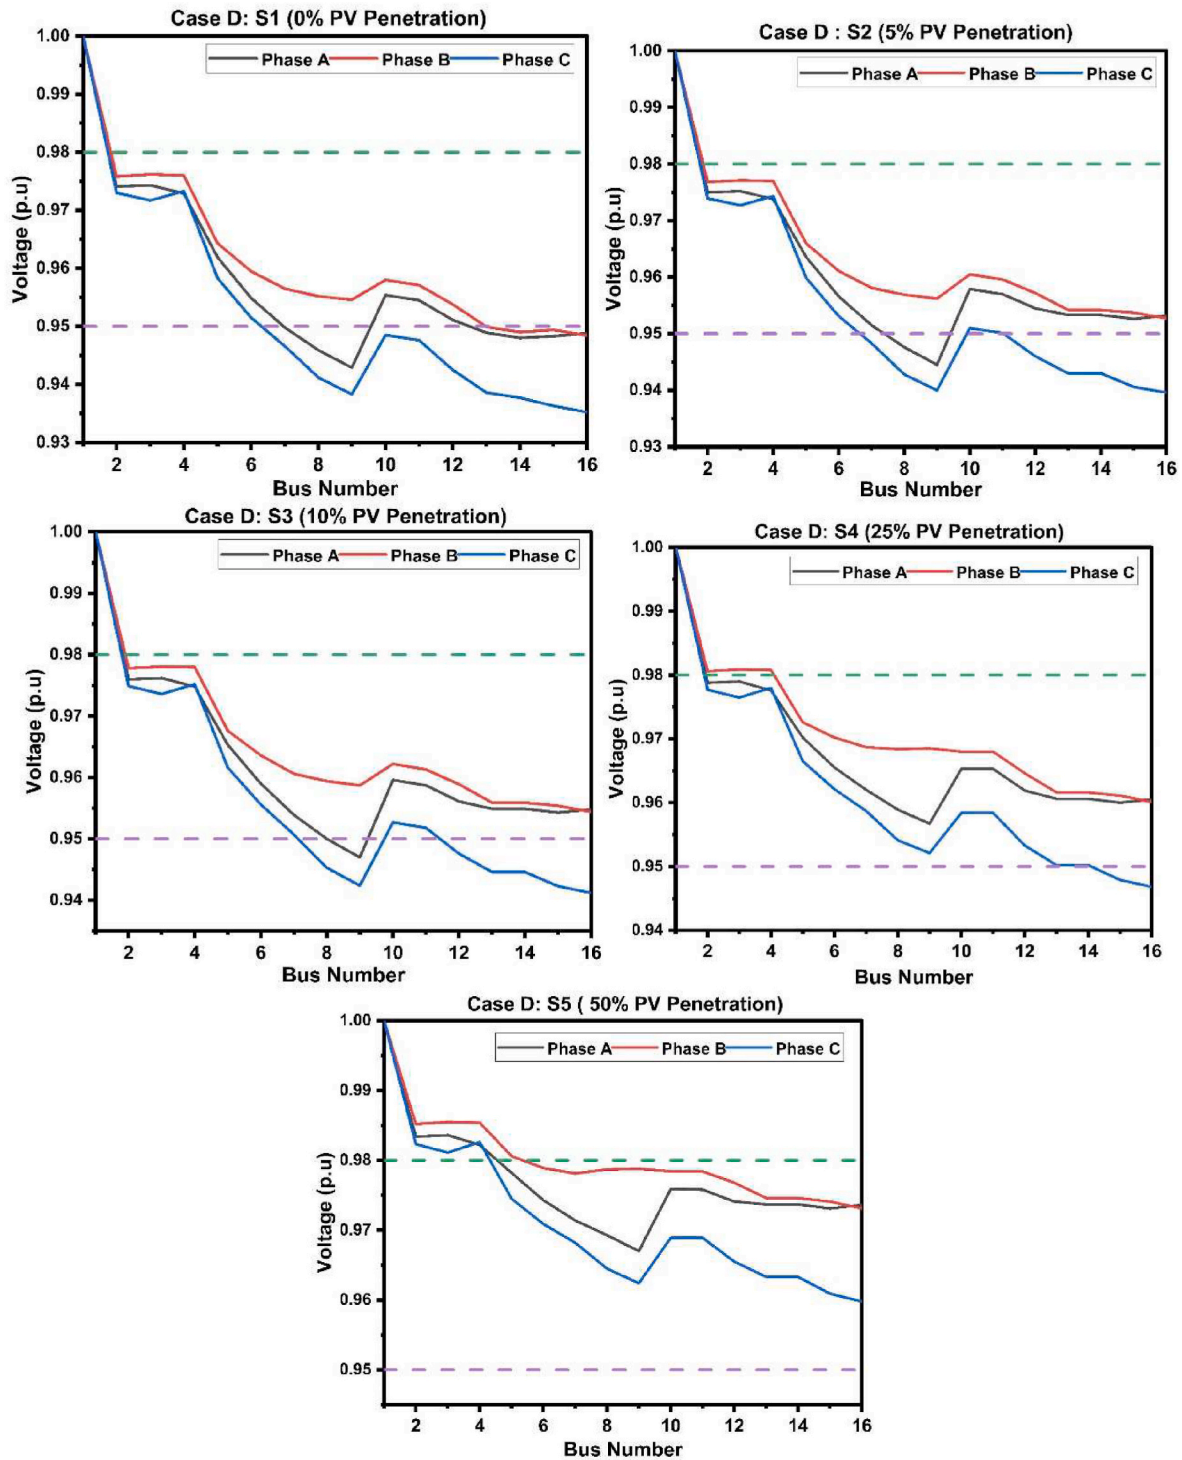 Case D: S1 (0% PV Penetration)
Phase A Phase B Phase C
1.00
0.99
0.98
0.97
0.96
0.95
0.94
0.93
Voltage (p.u)
2 4 6 8 10 12 14 16
Bus Number
Case D : S2 (5% PV Penetration)
Phase A Phase B Phase C
1.00
0.99
0.98
0.97
0.96
0.95
0.94
0.93
Voltage (p.u)
2 4 6 8 10 12 14 16
Bus Number
Case D: S3 (10% PV Penetration)
Phase A Phase B Phase C
1.00
0.99
0.98
0.97
0.96
0.95
0.94
Voltage (p.u)
2 4 6 8 10 12 14 16
Bus Number
Case D: S4 (25% PV Penetration)
Phase A Phase B Phase C
1.00
0.99
0.98
0.97
0.96
0.95
0.94
Voltage (p.u)
2 4 6 8 10 12 14 16
Bus Number
Case D: S5 ( 50% PV Penetration)
Phase A Phase B Phase C
1.00
0.99
0.98
0.97
0.96
0.95
Voltage (p.u)
2 4 6 8 10 12 14 16
Bus Number